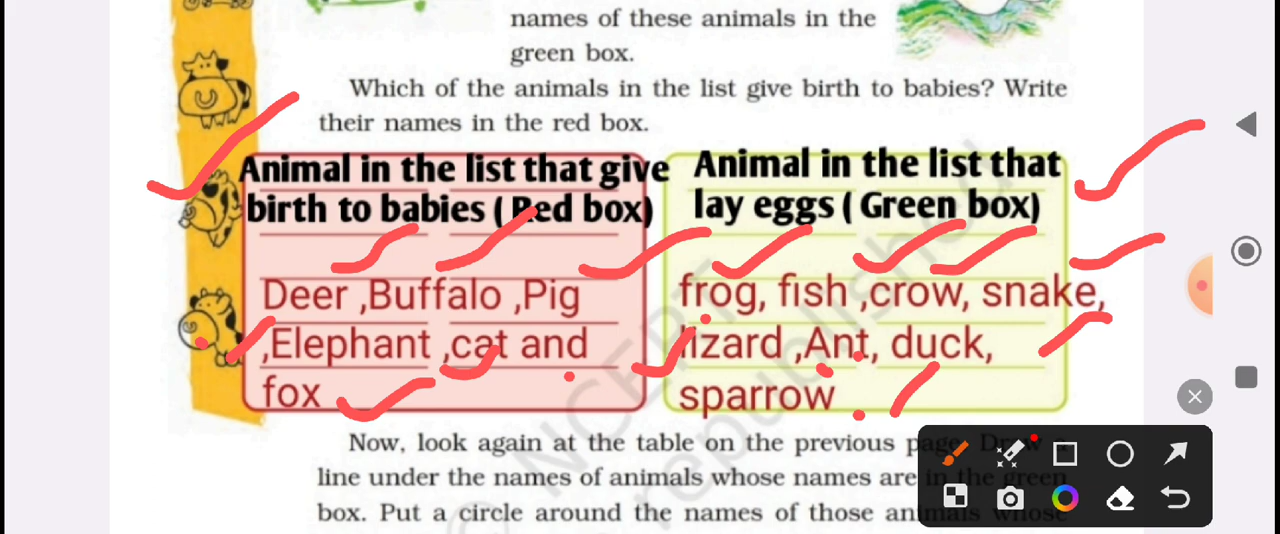 names of these animals in the
green box.
Which of the animals in the list give birth to babies? Write
their names in the red box.
Animal in the list that give
birth to babies ( Red box)
Deer ,Buffalo ,Pig
,Elephant ,cat and
fox
Animal in the list that
lay eggs ( Green box)
frog, fish ,crow, snake,
lizard ,Ant, duck,
sparrow
© NCERT
republished
Now, look again at the table on the previous page. Draw a
line under the names of animals whose names are in the green
box. Put a circle around the names of those animals whose